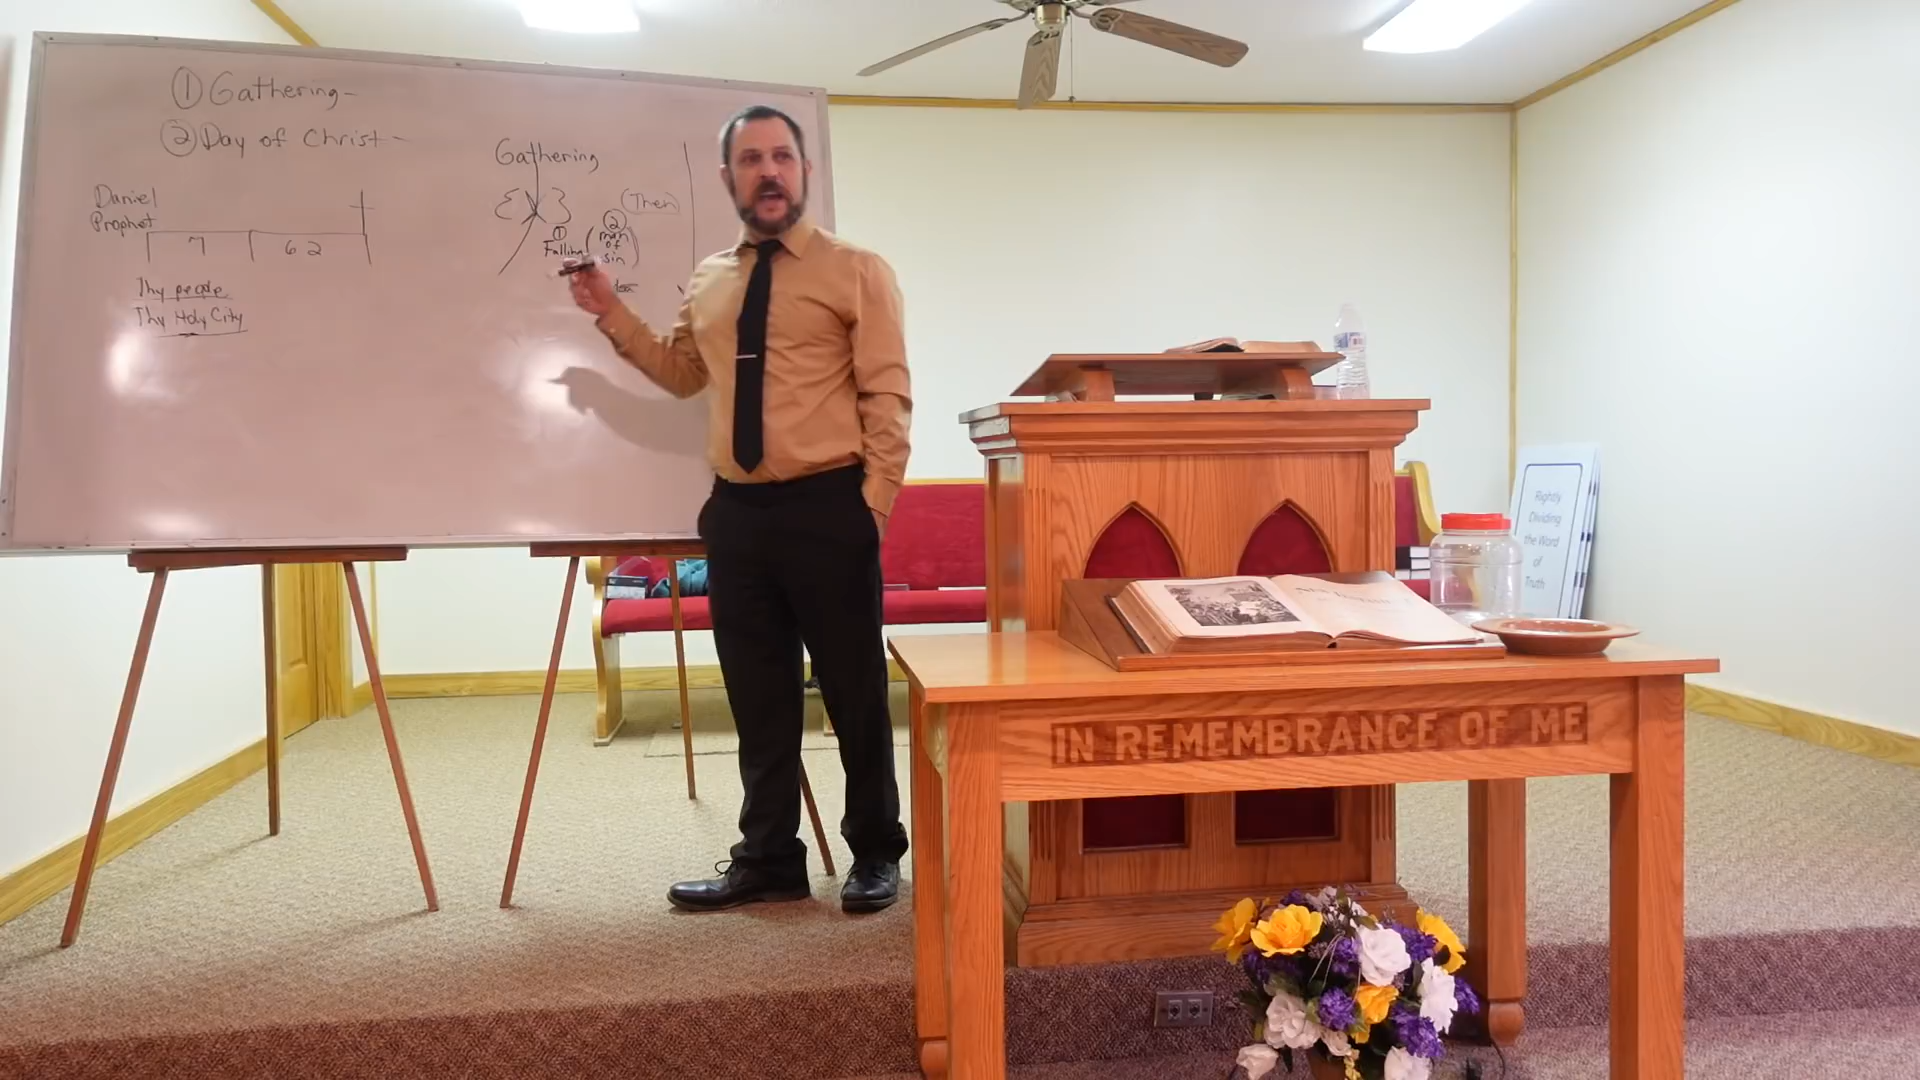 ① Gathering -
② Day of Christ -
Daniel
Prophet
7
62
Thy people
Thy Holy City
Gathering
(Then)
①
Falling
②
man
of
sin
Rightly
Dividing
the Word
of
Truth
IN REMEMBRANCE OF ME